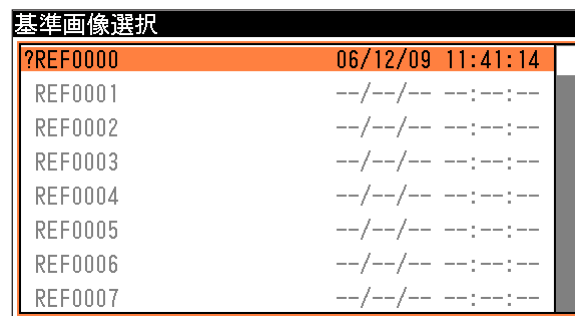 基準画像選択
?REF0000 06/12/09 11:41:14
REF0001 --/--/-- --:--:--
REF0002 --/--/-- --:--:--
REF0003 --/--/-- --:--:--
REF0004 --/--/-- --:--:--
REF0005 --/--/-- --:--:--
REF0006 --/--/-- --:--:--
REF0007 --/--/-- --:--:--